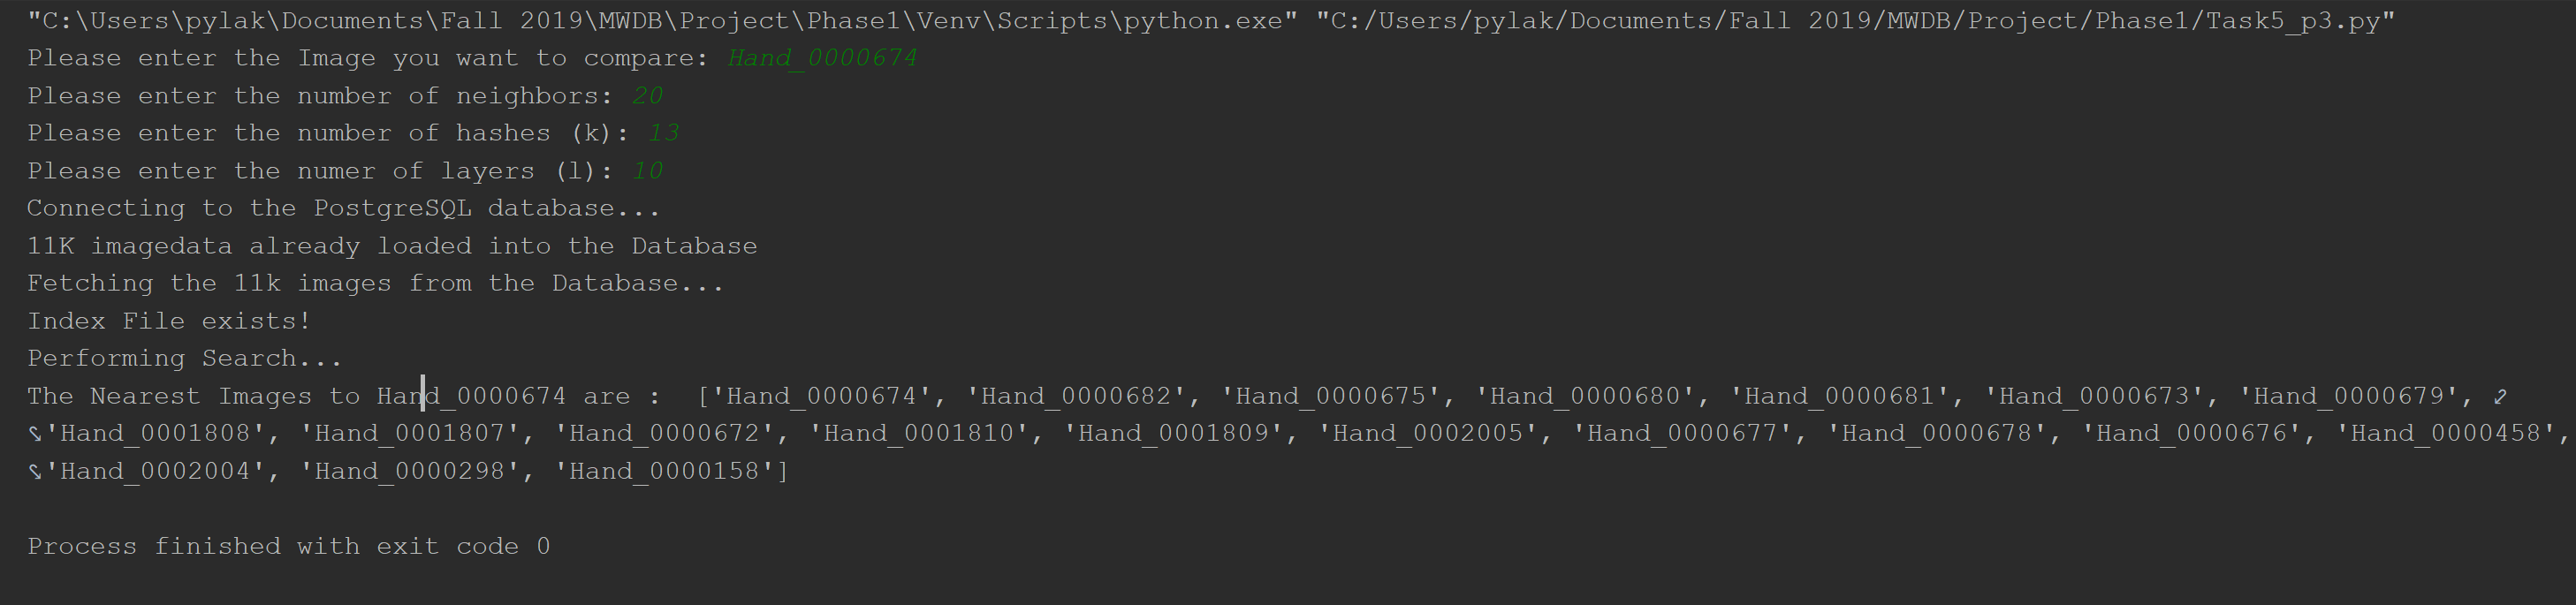 "C:\Users\pylak\Documents\Fall 2019\MWDB\Project\Phase1\Venv\Scripts\python.exe" "C:/Users/pylak/Documents/Fall 2019/MWDB/Project/Phase1/Task5_p3.py"
Please enter the Image you want to compare: Hand_0000674
Please enter the number of neighbors: 20
Please enter the number of hashes (k): 13
Please enter the numer of layers (l): 10
Connecting to the PostgreSQL database...
11K imagedata already loaded into the Database
Fetching the 11k images from the Database...
Index File exists!
Performing Search...
The Nearest Images to Hand_0000674 are :  ['Hand_0000674', 'Hand_0000682', 'Hand_0000675', 'Hand_0000680', 'Hand_0000681', 'Hand_0000673', 'Hand_0000679',
'Hand_0001808', 'Hand_0001807', 'Hand_0000672', 'Hand_0001810', 'Hand_0001809', 'Hand_0002005', 'Hand_0000677', 'Hand_0000678', 'Hand_0000676', 'Hand_0000458',
'Hand_0002004', 'Hand_0000298', 'Hand_0000158']
Process finished with exit code 0